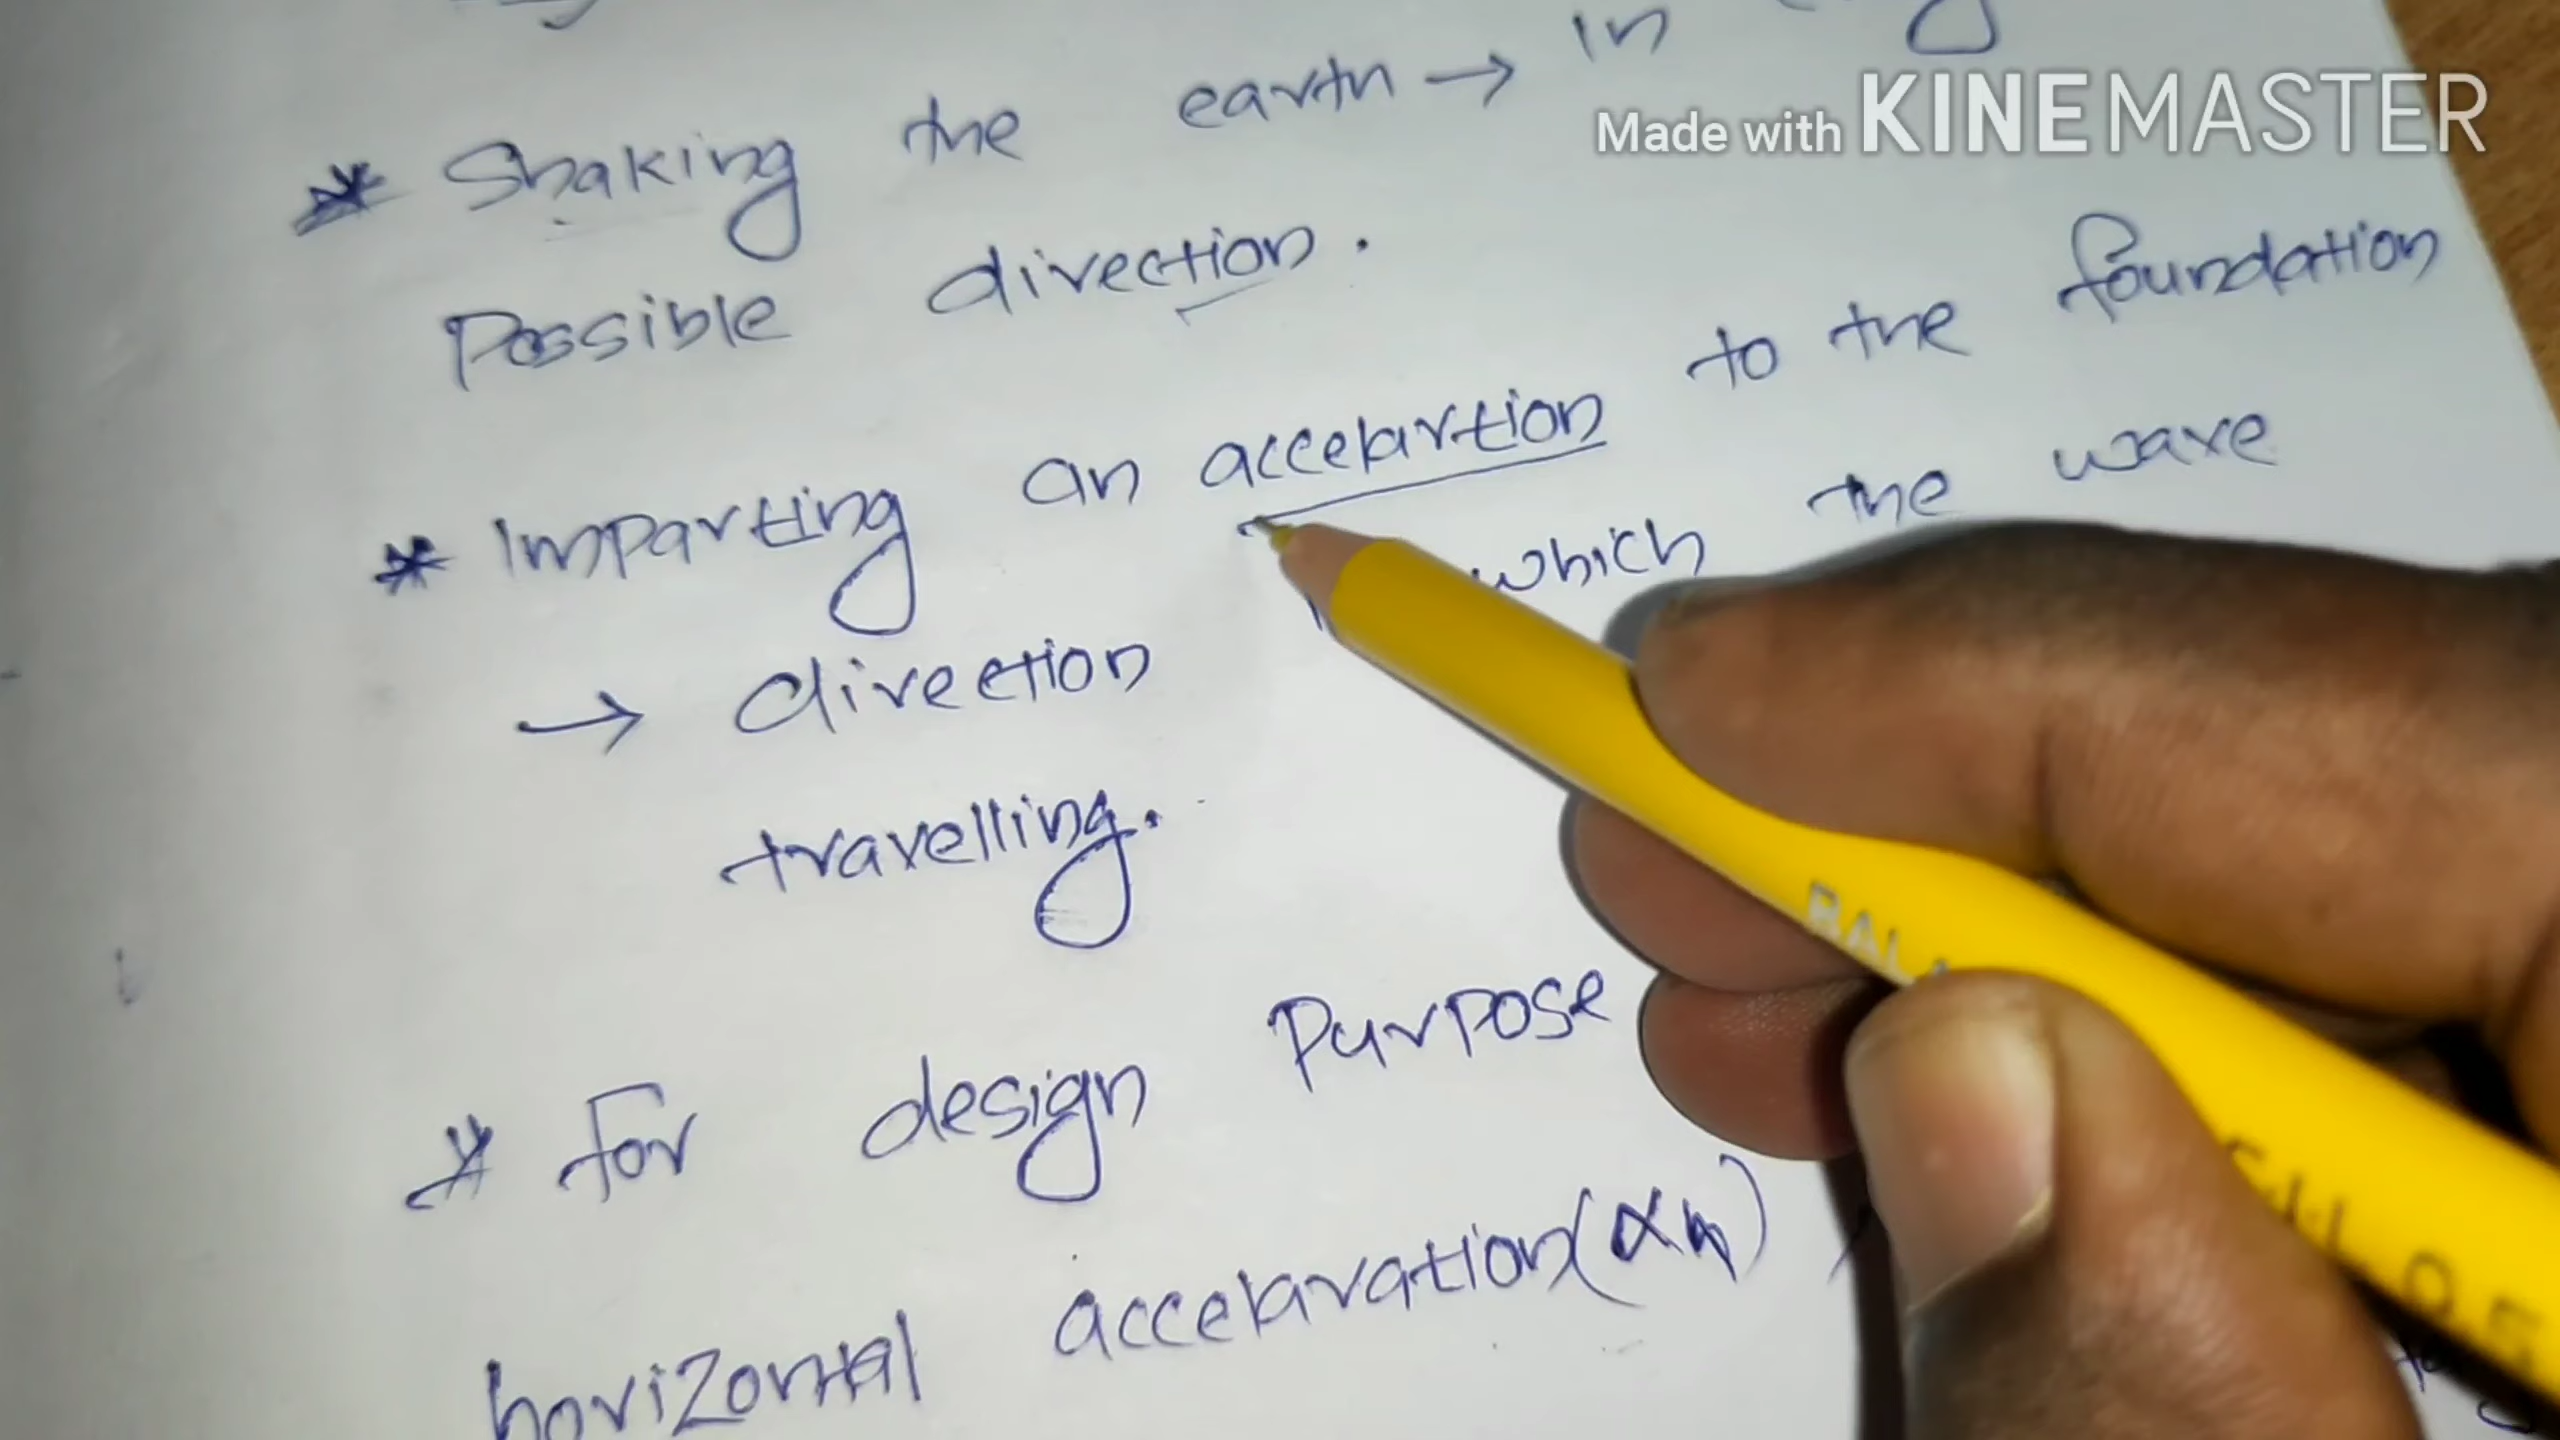 Made with KINEMASTER
* Shaking the earth → in
Possible direction.
* Imparting an accelartion to the foundation
→ direction which the wave
travelling.
* For design Purpose
horizontal accelaration (αh)